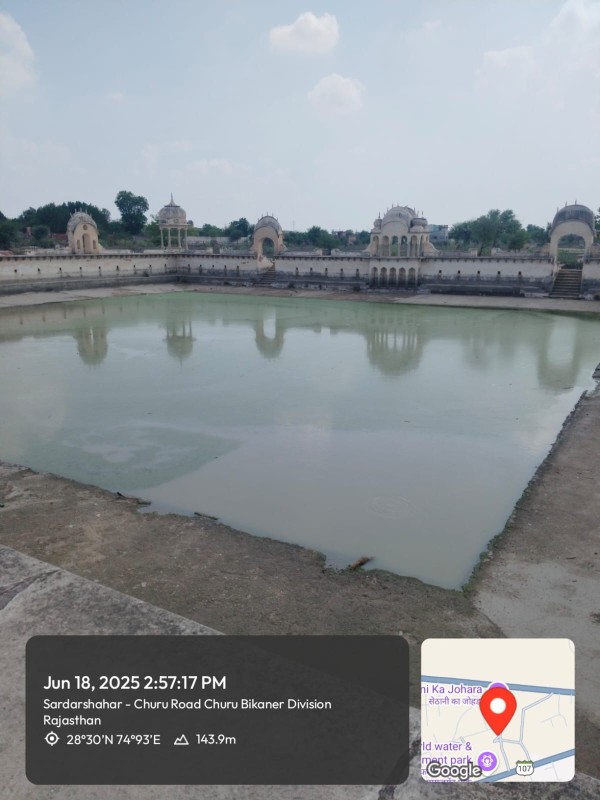 Jun 18, 2025 2:57:17 PM
Sardarshahar - Churu Road Churu Bikaner Division
Rajasthan
28°30’N 74°93’E 143.9m
ni Ka Johara
सेठानी का जोहड़
rld water &
ment park
Google
107